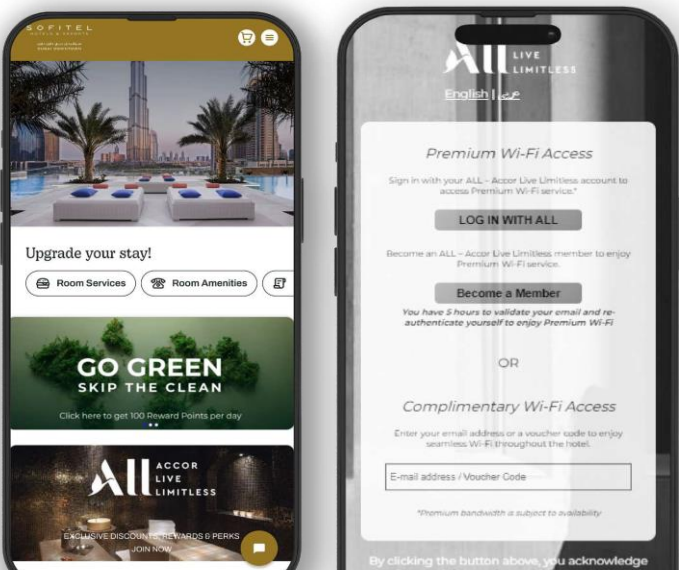 SOFITEL
HOTELS & RESORTS
DUBAI DOWNTOWN
Upgrade your stay!
Room Services
Room Amenities
GO GREEN
SKIP THE CLEAN
Click here to get 100 Reward Points per day
ALL ACCOR
LIVE
LIMITLESS
EXCLUSIVE DISCOUNTS, REWARDS & PERKS
JOIN NOW
ALL LIVE
LIMITLESS
English | عربي
Premium Wi-Fi Access
Sign in with your ALL – Accor Live Limitless account to
access Premium Wi-Fi service.*
LOG IN WITH ALL
Become an ALL – Accor Live Limitless member to enjoy
Premium Wi-Fi service.
Become a Member
You have 5 hours to validate your email and re-
authenticate yourself to enjoy Premium Wi-Fi
OR
Complimentary Wi-Fi Access
Enter your email address or a voucher code to enjoy
seamless Wi-Fi throughout the hotel.
E-mail address / Voucher Code
*Premium bandwidth is subject to availability
By clicking the button above, you acknowledge